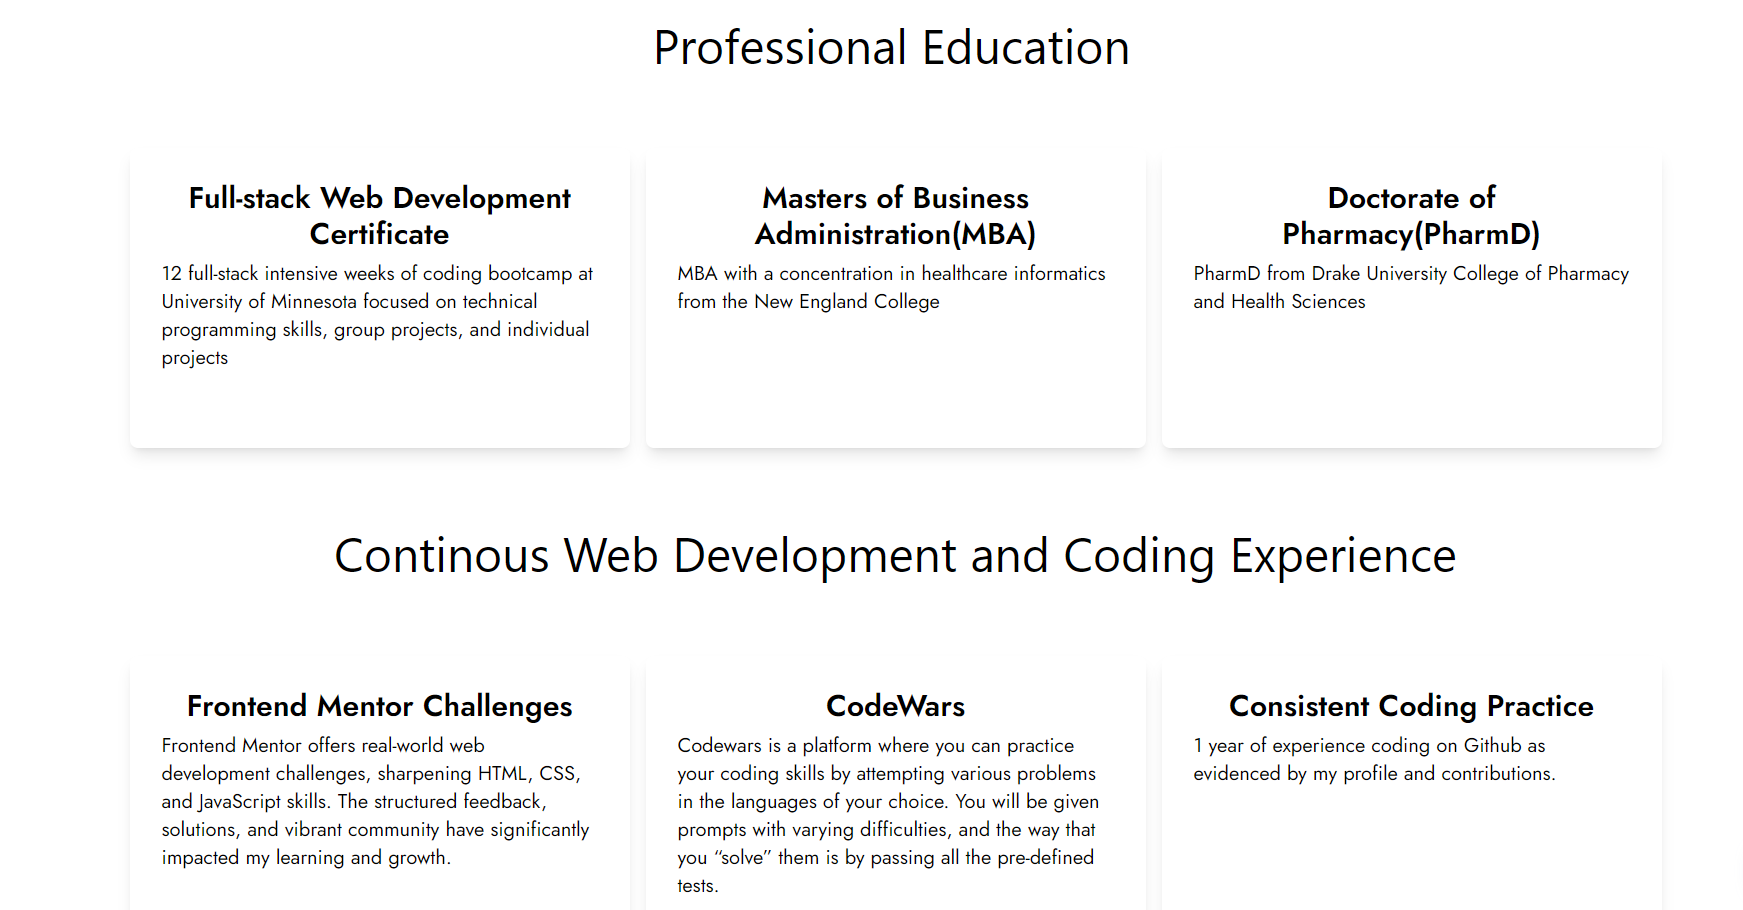 Professional Education
Full-stack Web Development
Certificate
12 full-stack intensive weeks of coding bootcamp at
University of Minnesota focused on technical
programming skills, group projects, and individual
projects
Masters of Business
Administration(MBA)
MBA with a concentration in healthcare informatics
from the New England College
Doctorate of
Pharmacy(PharmD)
PharmD from Drake University College of Pharmacy
and Health Sciences
Continous Web Development and Coding Experience
Frontend Mentor Challenges
Frontend Mentor offers real-world web
development challenges, sharpening HTML, CSS,
and JavaScript skills. The structured feedback,
solutions, and vibrant community have significantly
impacted my learning and growth.
CodeWars
Codewars is a platform where you can practice
your coding skills by attempting various problems
in the languages of your choice. You will be given
prompts with varying difficulties, and the way that
you “solve” them is by passing all the pre-defined
tests.
Consistent Coding Practice
1 year of experience coding on Github as
evidenced by my profile and contributions.